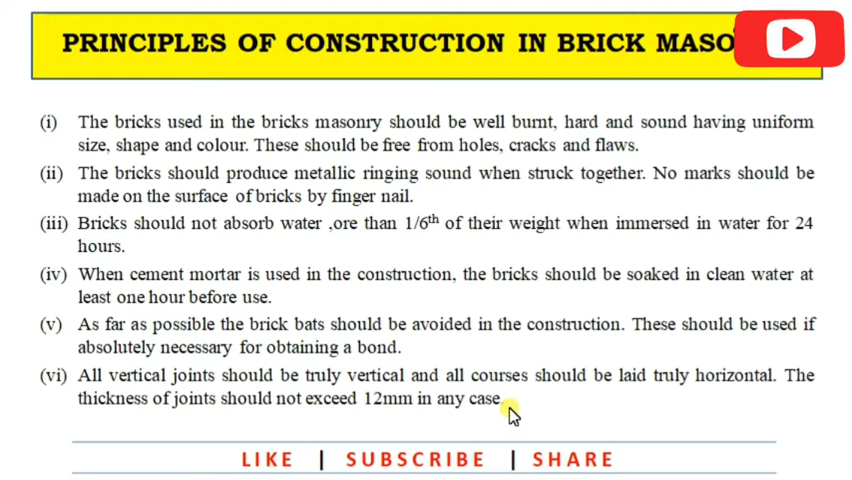 PRINCIPLES OF CONSTRUCTION IN BRICK
(i) The bricks used in the bricks masonry should be well burnt, hard and sound having uniform
size, shape and colour. These should be free from holes, cracks and flaws.
(ii) The bricks should produce metallic ringing sound when struck together. No marks should be
made on the surface of bricks by finger nail.
(iii) Bricks should not absorb water ,ore than 1/6th of their weight when immersed in water for 24
hours.
(iv) When cement mortar is used in the construction, the bricks should be soaked in clean water at
least one hour before use.
(v) As far as possible the brick bats should be avoided in the construction. These should be used if
absolutely necessary for obtaining a bond.
(vi) All vertical joints should be truly vertical and all courses should be laid truly horizontal. The
thickness of joints should not exceed 12mm in any case.
LIKE | SUBSCRIBE | SHARE